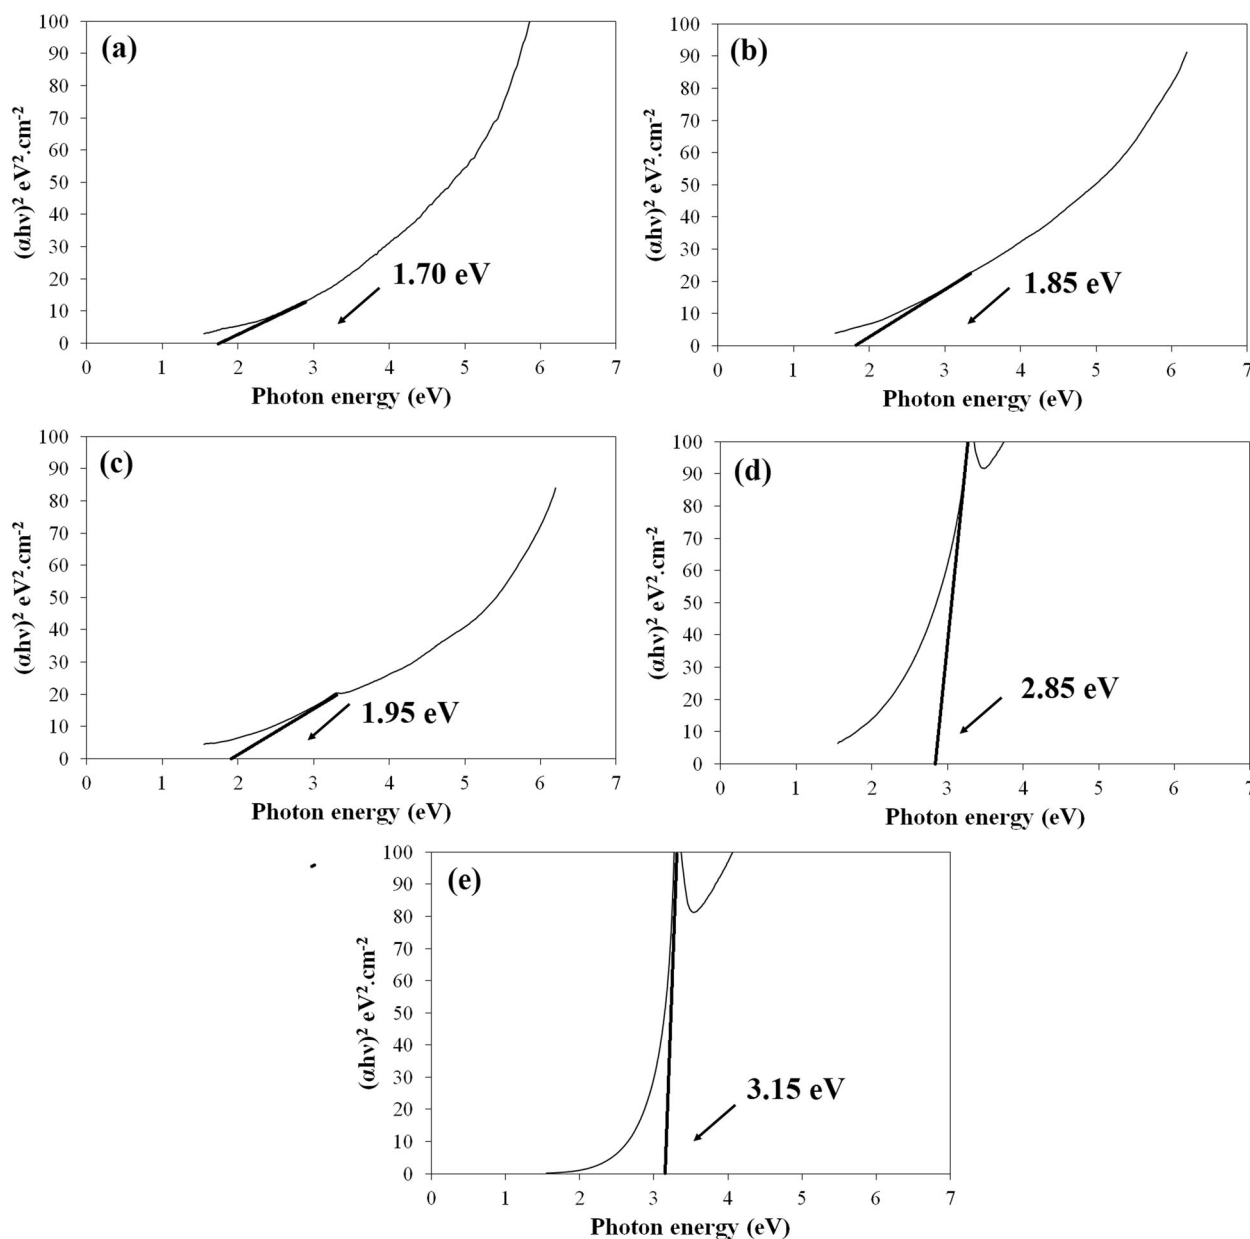 (a)
(αhν)² eV².cm⁻²
100
90
80
70
60
50
40
30
20
10
0
1.70 eV
0 1 2 3 4 5 6 7
Photon energy (eV)
(b)
(αhν)² eV².cm⁻²
100
90
80
70
60
50
40
30
20
10
0
1.85 eV
0 1 2 3 4 5 6 7
Photon energy (eV)
(c)
(αhν)² eV².cm⁻²
100
90
80
70
60
50
40
30
20
10
0
1.95 eV
0 1 2 3 4 5 6 7
Photon energy (eV)
(d)
(αhν)² eV².cm⁻²
100
90
80
70
60
50
40
30
20
10
0
2.85 eV
0 1 2 3 4 5 6 7
Photon energy (eV)
(e)
(αhν)² eV².cm⁻²
100
90
80
70
60
50
40
30
20
10
0
3.15 eV
0 1 2 3 4 5 6 7
Photon energy (eV)